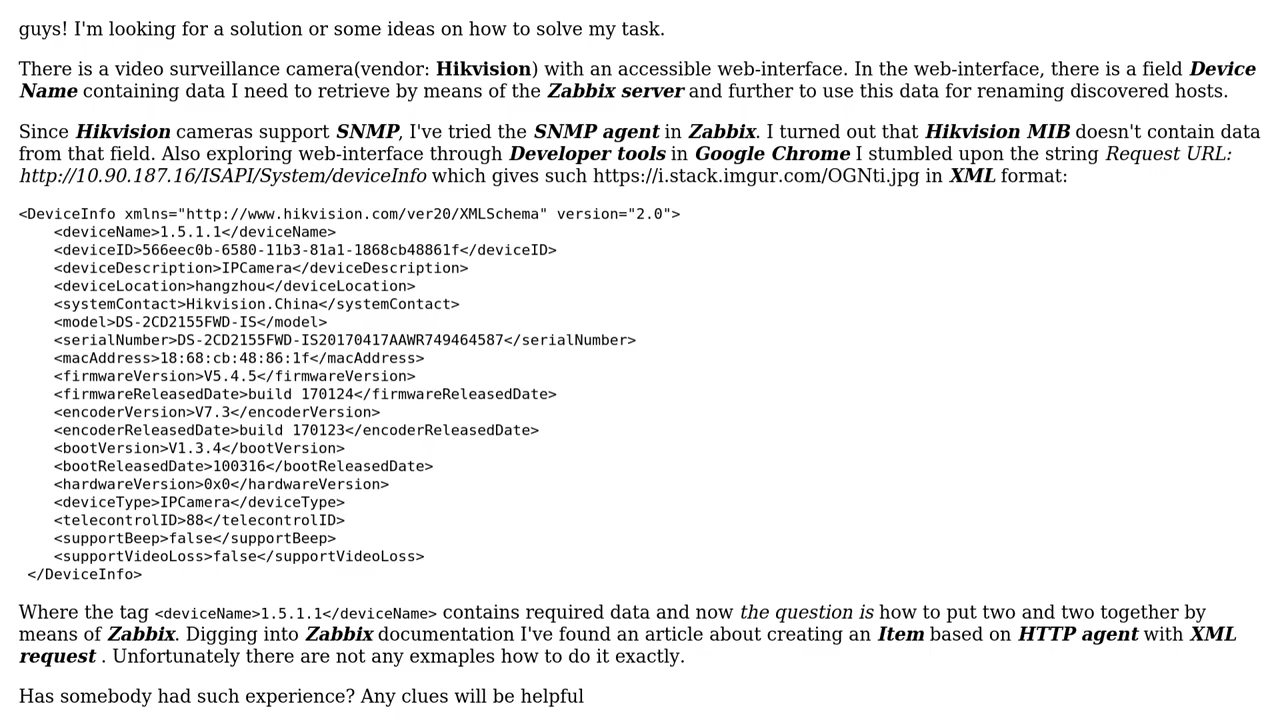 guys! I'm looking for a solution or some ideas on how to solve my task.
There is a video surveillance camera(vendor: Hikvision) with an accessible web-interface. In the web-interface, there is a field Device
Name containing data I need to retrieve by means of the Zabbix server and further to use this data for renaming discovered hosts.
Since Hikvision cameras support SNMP, I've tried the SNMP agent in Zabbix. I turned out that Hikvision MIB doesn't contain data
from that field. Also exploring web-interface through Developer tools in Google Chrome I stumbled upon the string Request URL:
http://10.90.187.16/ISAPI/System/deviceInfo which gives such https://i.stack.imgur.com/OGNti.jpg in XML format:
<DeviceInfo xmlns="http://www.hikvision.com/ver20/XMLSchema" version="2.0">
    <deviceName>1.5.1.1</deviceName>
    <deviceID>566eec0b-6580-11b3-81a1-1868cb48861f</deviceID>
    <deviceDescription>IPCamera</deviceDescription>
    <deviceLocation>hangzhou</deviceLocation>
    <systemContact>Hikvision.China</systemContact>
    <model>DS-2CD2155FWD-IS</model>
    <serialNumber>DS-2CD2155FWD-IS20170417AAWR749464587</serialNumber>
    <macAddress>18:68:cb:48:86:1f</macAddress>
    <firmwareVersion>V5.4.5</firmwareVersion>
    <firmwareReleasedDate>build 170124</firmwareReleasedDate>
    <encoderVersion>V7.3</encoderVersion>
    <encoderReleasedDate>build 170123</encoderReleasedDate>
    <bootVersion>V1.3.4</bootVersion>
    <bootReleasedDate>100316</bootReleasedDate>
    <hardwareVersion>0x0</hardwareVersion>
    <deviceType>IPCamera</deviceType>
    <telecontrolID>88</telecontrolID>
    <supportBeep>false</supportBeep>
    <supportVideoLoss>false</supportVideoLoss>
 </DeviceInfo>
Where the tag <deviceName>1.5.1.1</deviceName> contains required data and now the question is how to put two and two together by
means of Zabbix. Digging into Zabbix documentation I've found an article about creating an Item based on HTTP agent with XML
request . Unfortunately there are not any exmaples how to do it exactly.
Has somebody had such experience? Any clues will be helpful